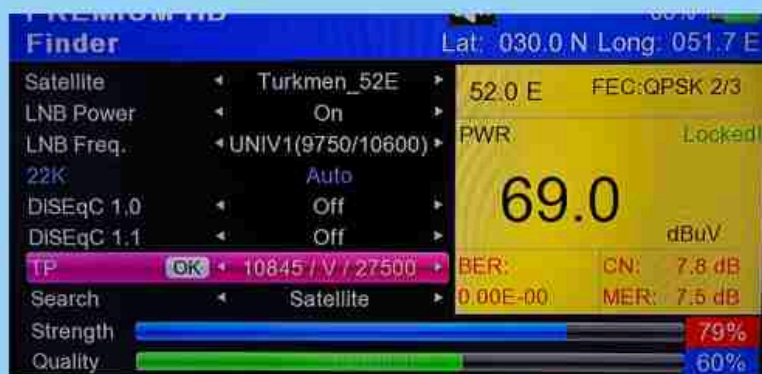 PREMIUM HD
Finder
Lat: 030.0 N Long: 051.7 E
Satellite Turkmen_52E
LNB Power On
LNB Freq. UNIV1(9750/10600)
22K Auto
DiSEqC 1.0 Off
DiSEqC 1.1 Off
TP OK 10845 / V / 27500
Search Satellite
52.0 E FEC:QPSK 2/3
PWR Locked!
69.0
dBuV
BER: CN: 7.8 dB
0.00E-00 MER: 7.5 dB
Strength 79%
Quality 60%